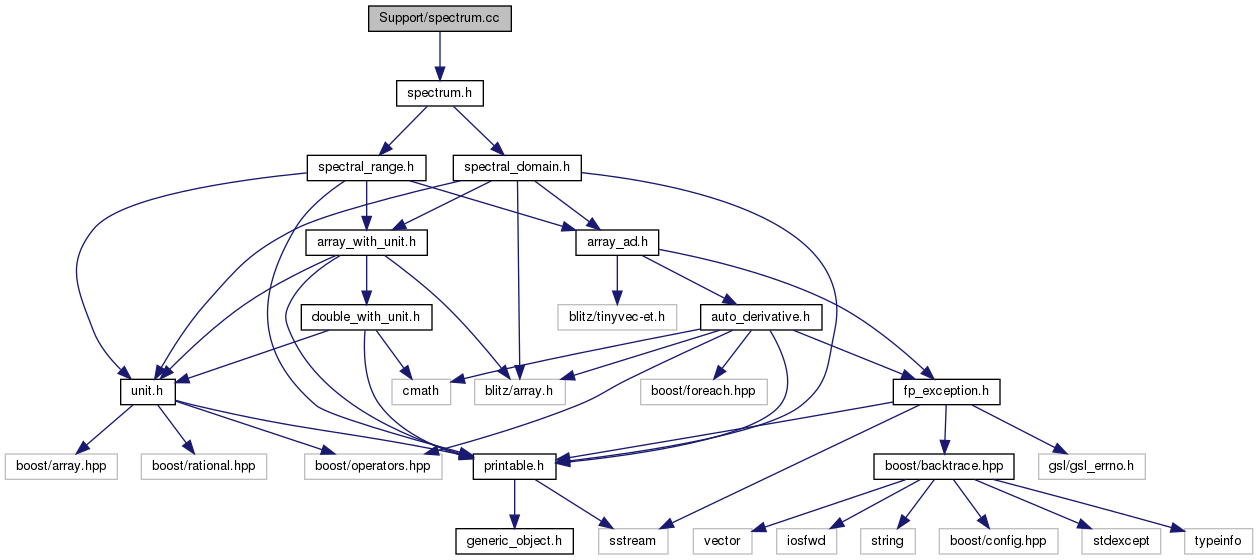 Support/spectrum.cc
spectrum.h
spectral_range.h
spectral_domain.h
array_with_unit.h
array_ad.h
double_with_unit.h
blitz/tinyvec-et.h
auto_derivative.h
unit.h
cmath
blitz/array.h
boost/foreach.hpp
fp_exception.h
boost/array.hpp
boost/rational.hpp
boost/operators.hpp
printable.h
boost/backtrace.hpp
gsl/gsl_errno.h
generic_object.h
sstream
vector
iosfwd
string
boost/config.hpp
stdexcept
typeinfo